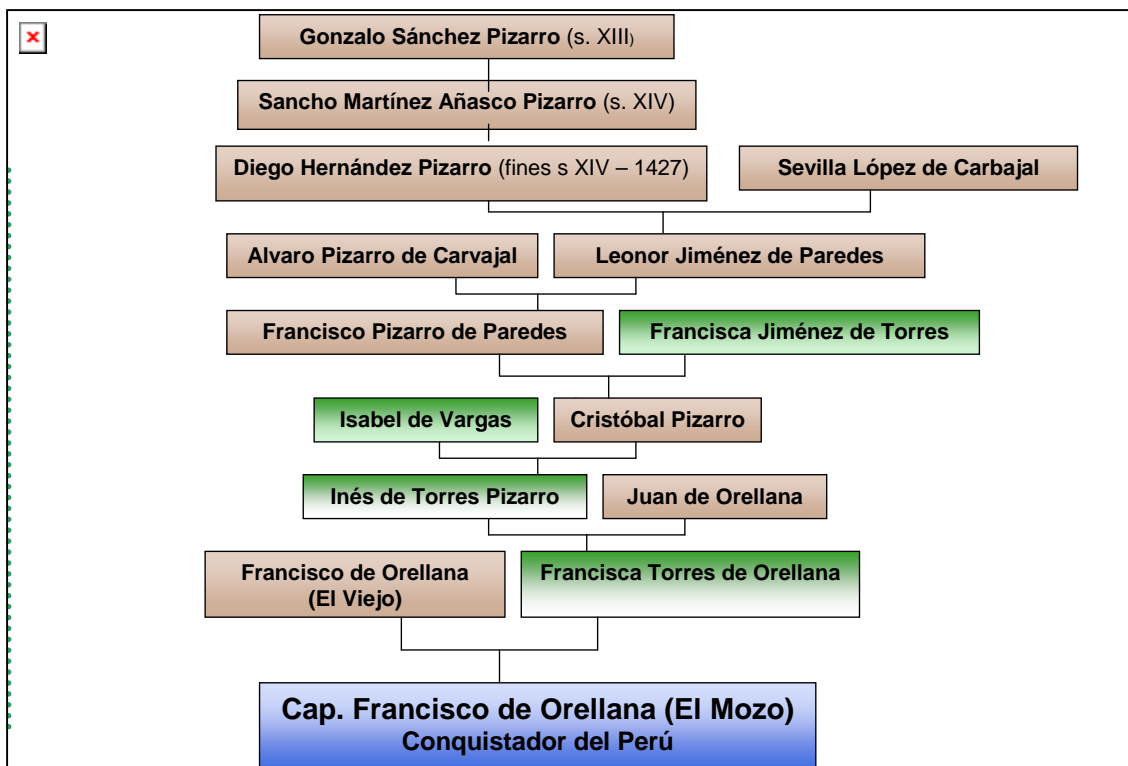 Gonzalo Sánchez Pizarro (s. XIII)
Sancho Martínez Añasco Pizarro (s. XIV)
Diego Hernández Pizarro (fines s XIV – 1427)
Sevilla López de Carbajal
Alvaro Pizarro de Carvajal
Leonor Jiménez de Paredes
Francisco Pizarro de Paredes
Francisca Jiménez de Torres
Isabel de Vargas
Cristóbal Pizarro
Inés de Torres Pizarro
Juan de Orellana
Francisco de Orellana
(El Viejo)
Francisca Torres de Orellana
Cap. Francisco de Orellana (El Mozo)
Conquistador del Perú